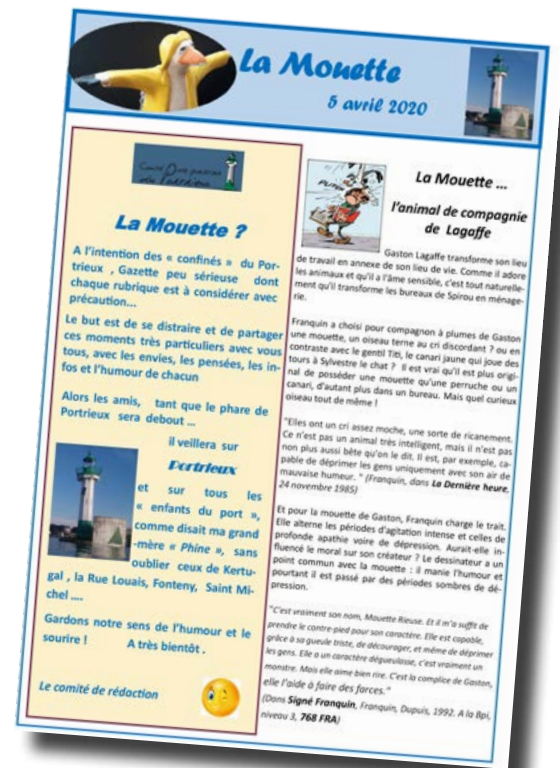 La Mouette
5 avril 2020
La Mouette ?
A l'intention des « confinés » du Por-
trieux , Gazette peu sérieuse dont
chaque rubrique est à considérer avec
précaution...
Le but est de se distraire et de partager
ces moments très particuliers avec vous
tous, avec les envies, les pensées, les in-
fos et l'humour de chacun
Alors les amis, tant que le phare de
Portrieux sera debout ...
il veillera sur
Portrieux
et sur tous les
« enfants du port »,
comme disait ma grand
-mère « Phine », sans
oublier ceux de Kertu-
gal , la Rue Louais, Fonteny, Saint Mi-
chel ....
Gardons notre sens de l'humour et le
sourire ! A très bientôt .
Le comité de rédaction
La Mouette ...
l'animal de compagnie
de Lagaffe
Gaston Lagaffe transforme son lieu
de travail en annexe de son lieu de vie. Comme il adore
les animaux et qu'il a l'âme sensible, c'est tout naturelle-
ment qu'il transforme les bureaux de Spirou en ménage-
rie.
Franquin a choisi pour compagnon à plumes de Gaston
une mouette, un oiseau terne au cri discordant ? ou en
contraste avec le gentil Titi, le canari jaune qui joue des
tours à Sylvestre le chat ? Il est vrai qu'il est plus origi-
nal de posséder une mouette qu'une perruche ou un
canari, d'autant plus dans un bureau. Mais quel curieux
oiseau tout de même !
"Elles ont un cri assez moche, une sorte de ricanement.
Ce n'est pas un animal très intelligent, mais il n'est pas
non plus aussi bête qu'on le dit. Il est, par exemple, ca-
pable de déprimer les gens uniquement avec son air de
mauvaise humeur. " (Franquin, dans La Dernière heure,
24 novembre 1985)
Et pour la mouette de Gaston, Franquin charge le trait.
Elle alterne les périodes d'agitation intense et celles de
profonde apathie voire de dépression. Aurait-elle in-
fluencé le moral sur son créateur ? Le dessinateur a un
point commun avec la mouette : il manie l'humour et
pourtant il est passé par des périodes sombres de dé-
pression.
"C'est vraiment son nom, Mouette Rieuse. Et il m'a suffit de
prendre le contre-pied pour son caractère. Elle est capable,
grâce à sa gueule triste, de décourager, et même de déprimer
les gens. Elle a un caractère dégueulasse, c'est vraiment un
monstre. Mais elle aime bien rire. C'est la complice de Gaston,
elle l'aide à faire des farces."
(Dans Signé Franquin, Franquin, Dupuis, 1992. A la Bpi,
niveau 3, 768 FRA)